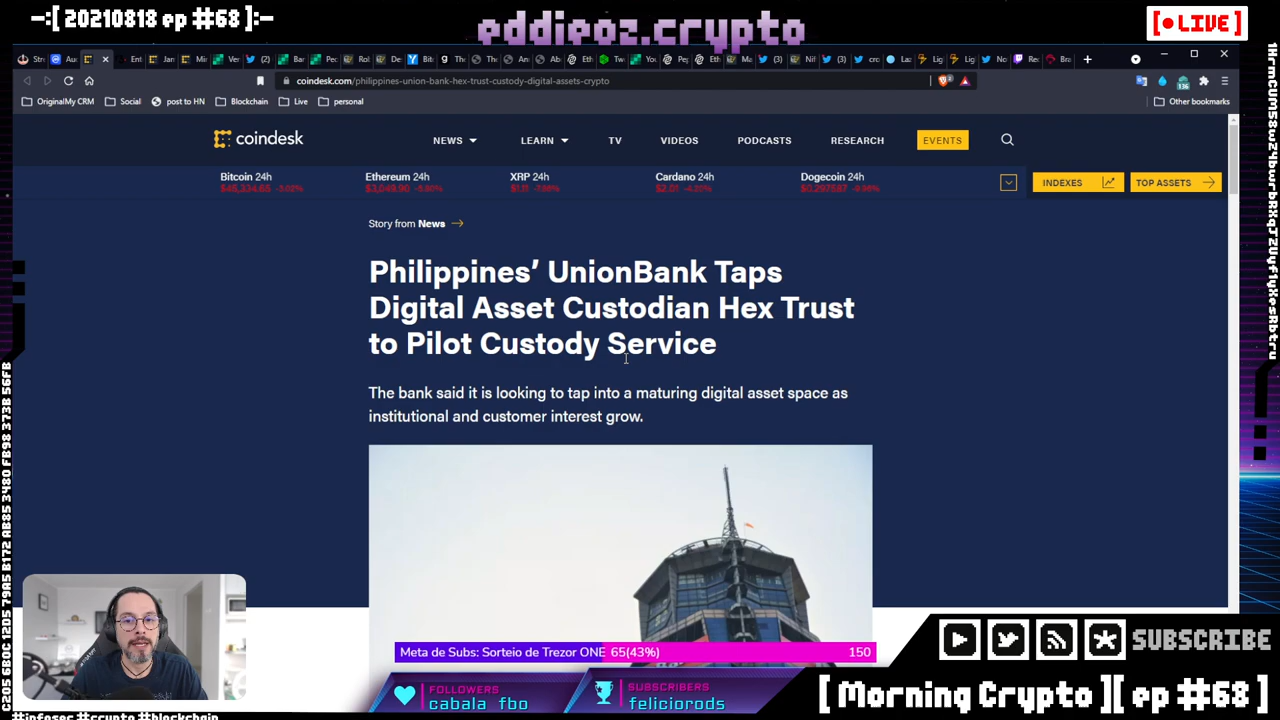 -:[ 20210818 ep #68]:-
eddieoz.crypto
[● LIVE]
coindesk.com/philippines-union-bank-hex-trust-custody-digital-assets-crypto
OriginalMy CRM
Social
post to HN
Blockchain
Live
personal
Other bookmarks
coindesk
NEWS
LEARN
TV
VIDEOS
PODCASTS
RESEARCH
EVENTS
Bitcoin 24h
Ethereum 24h
XRP 24h
Cardano 24h
Dogecoin 24h
INDEXES
TOP ASSETS
Story from News
Philippines’ UnionBank Taps
Digital Asset Custodian Hex Trust
to Pilot Custody Service
The bank said it is looking to tap into a maturing digital asset space as
institutional and customer interest grow.
Meta de Subs: Sorteio de Trezor ONE 65(43%) 150
FOLLOWERS
cabala_fbo
SUBSCRIBERS
feliciorods
SUBSCRIBE
[ Morning Crypto ][ ep #68 ]
#infosec #crypto #blockchain